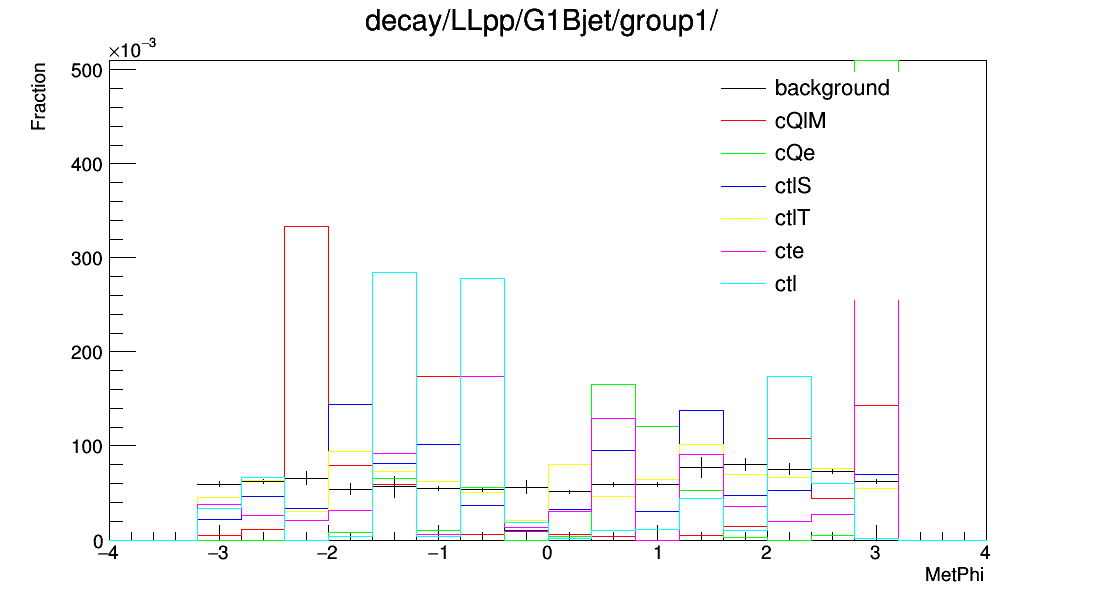 decay/LLpp/G1Bjet/group1/
×10⁻³
Fraction
500
400
300
200
100
0
background
cQlM
cQe
ctlS
ctlT
cte
ctl
−4 −3 −2 −1 0 1 2 3 4
MetPhi